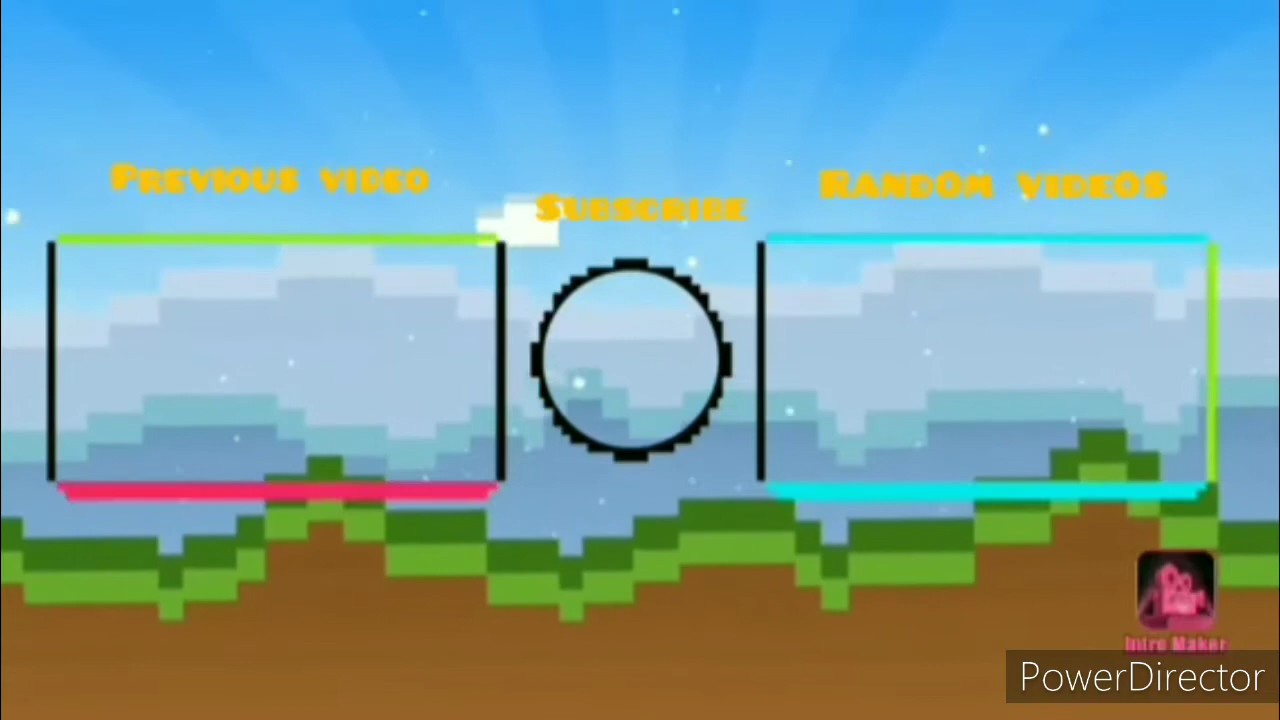 Previous video
Subscribe
Random videos
Intro Maker
PowerDirector